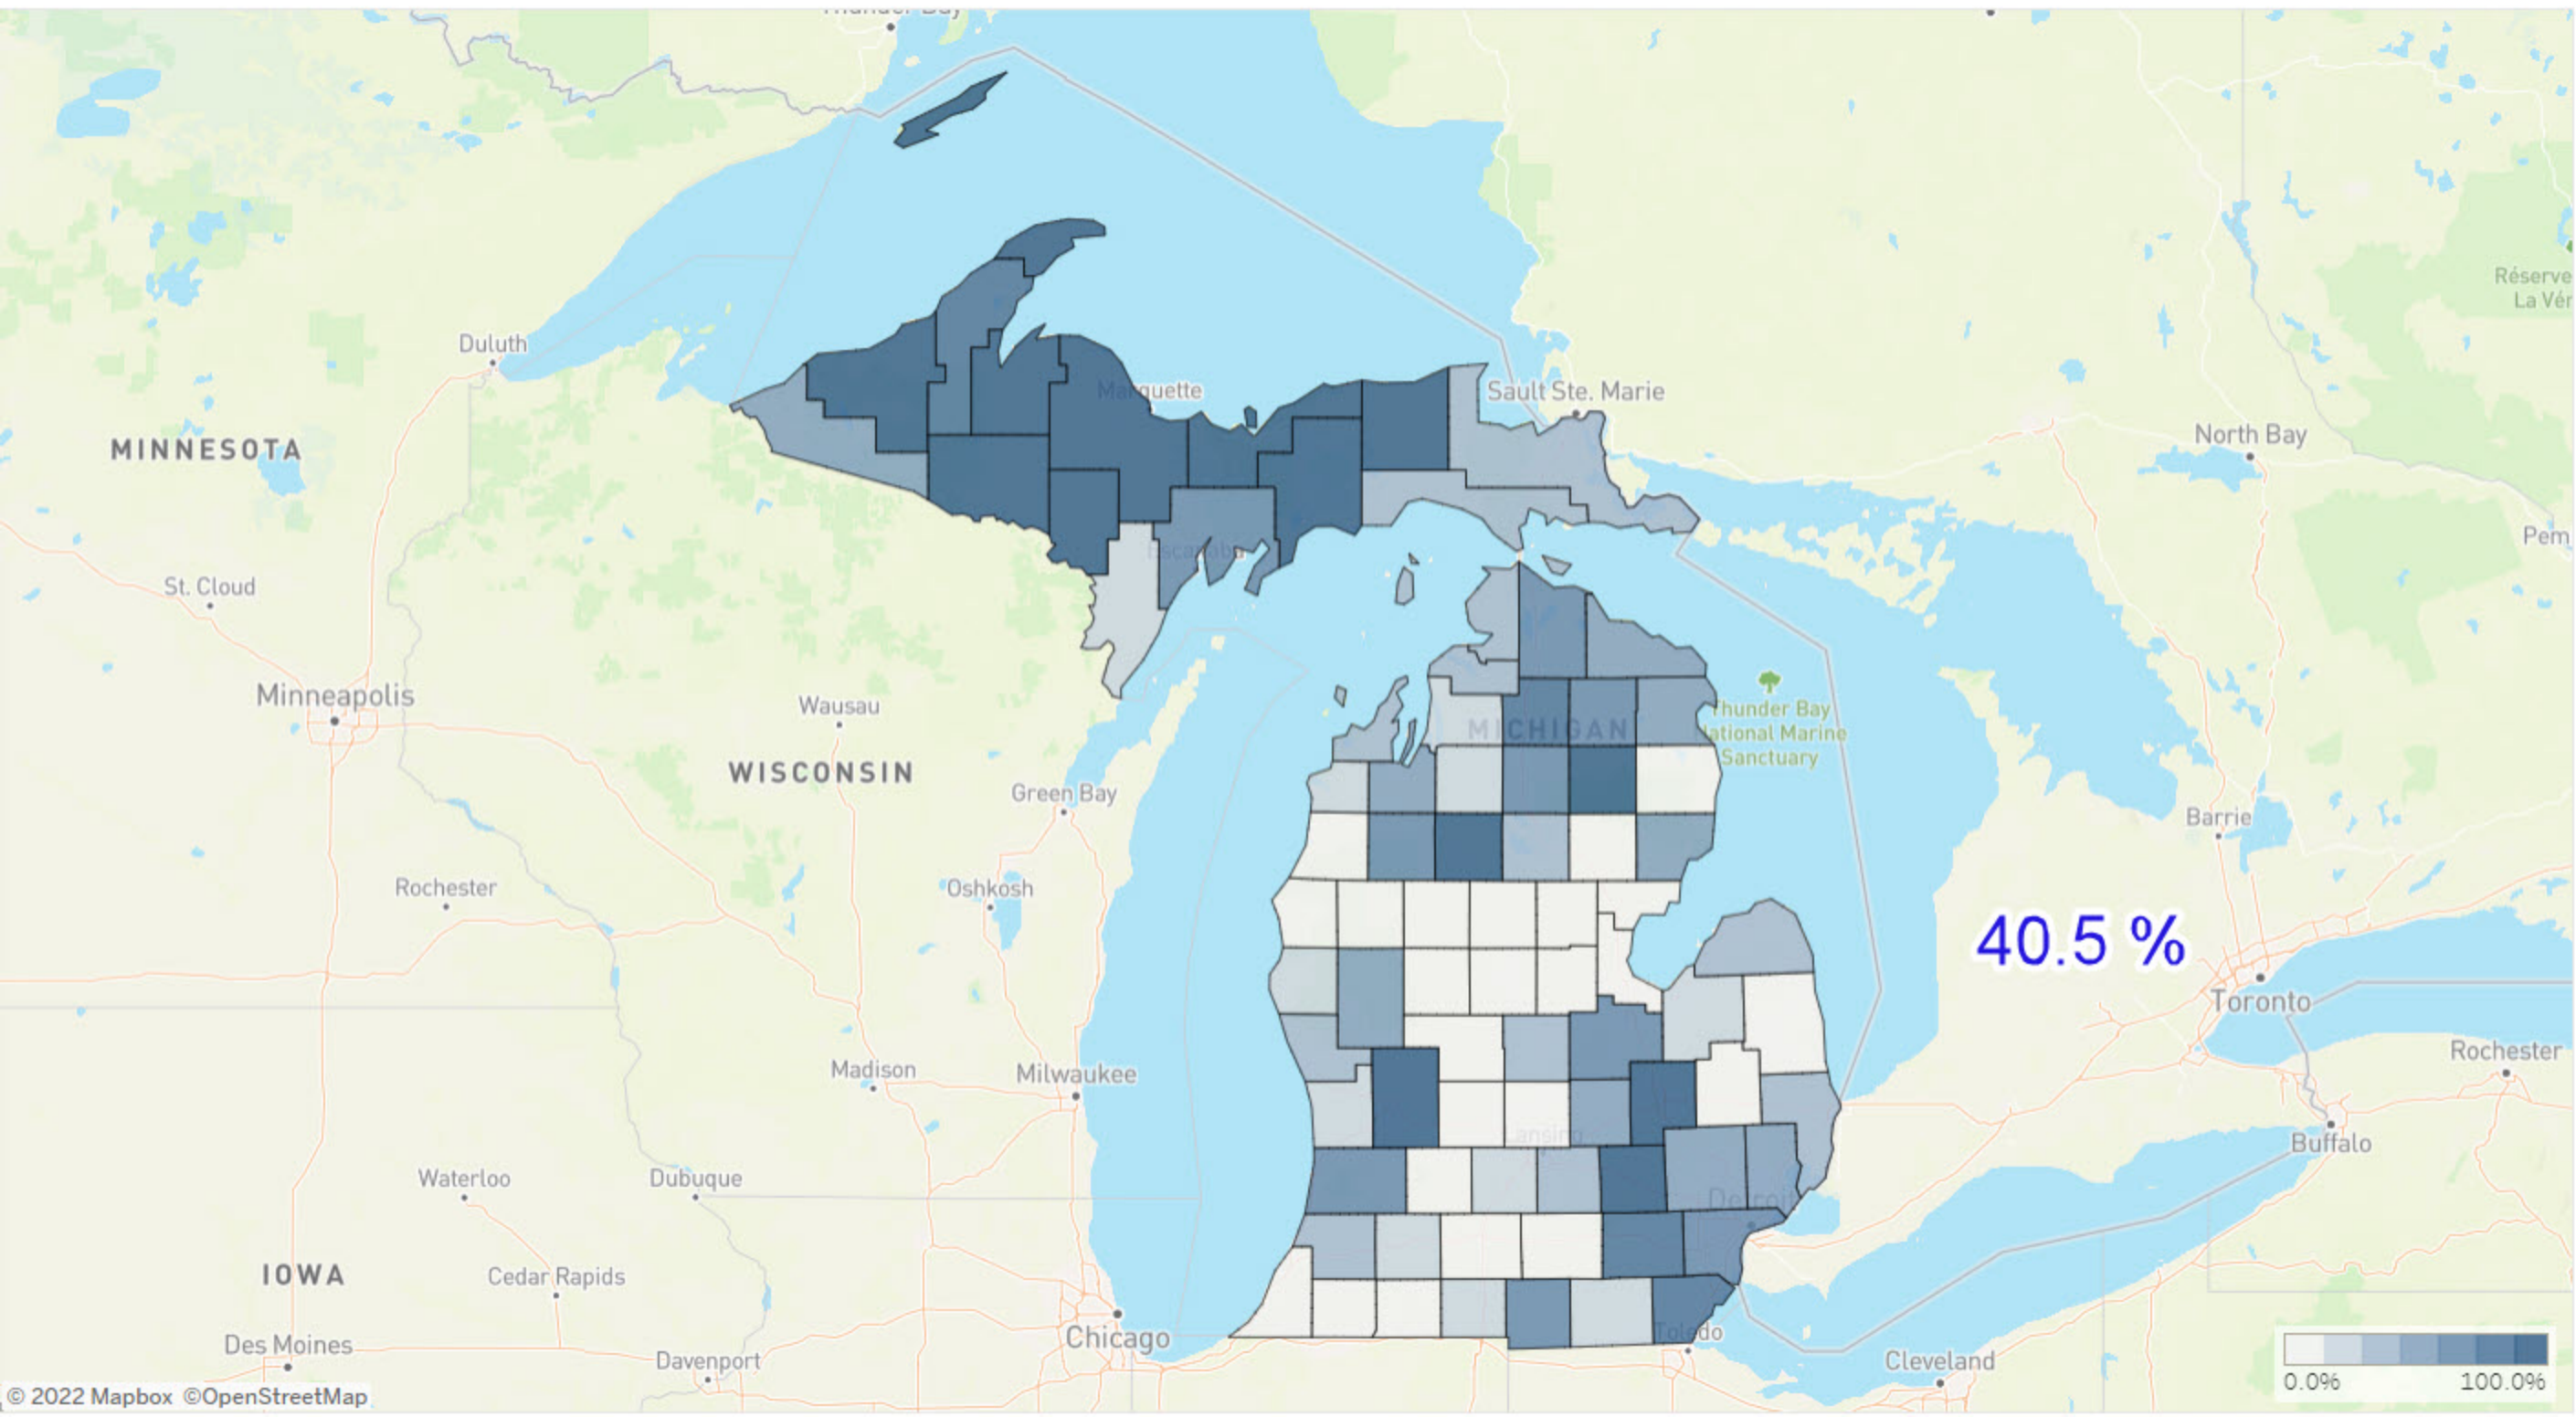 Thunder Bay
Réserve
La Vér
Duluth
Marquette
Sault Ste. Marie
North Bay
MINNESOTA
Pem
Escanaba
St. Cloud
Minneapolis
Wausau
Thunder Bay
National Marine
Sanctuary
MICHIGAN
WISCONSIN
Green Bay
Barrie
Rochester
Oshkosh
40.5 %
Toronto
Rochester
Madison
Milwaukee
Lansing
Buffalo
Waterloo
Dubuque
Detroit
IOWA
Cedar Rapids
Des Moines
Chicago
Toledo
Davenport
Cleveland
0.0%
100.0%
© 2022 Mapbox ©OpenStreetMap